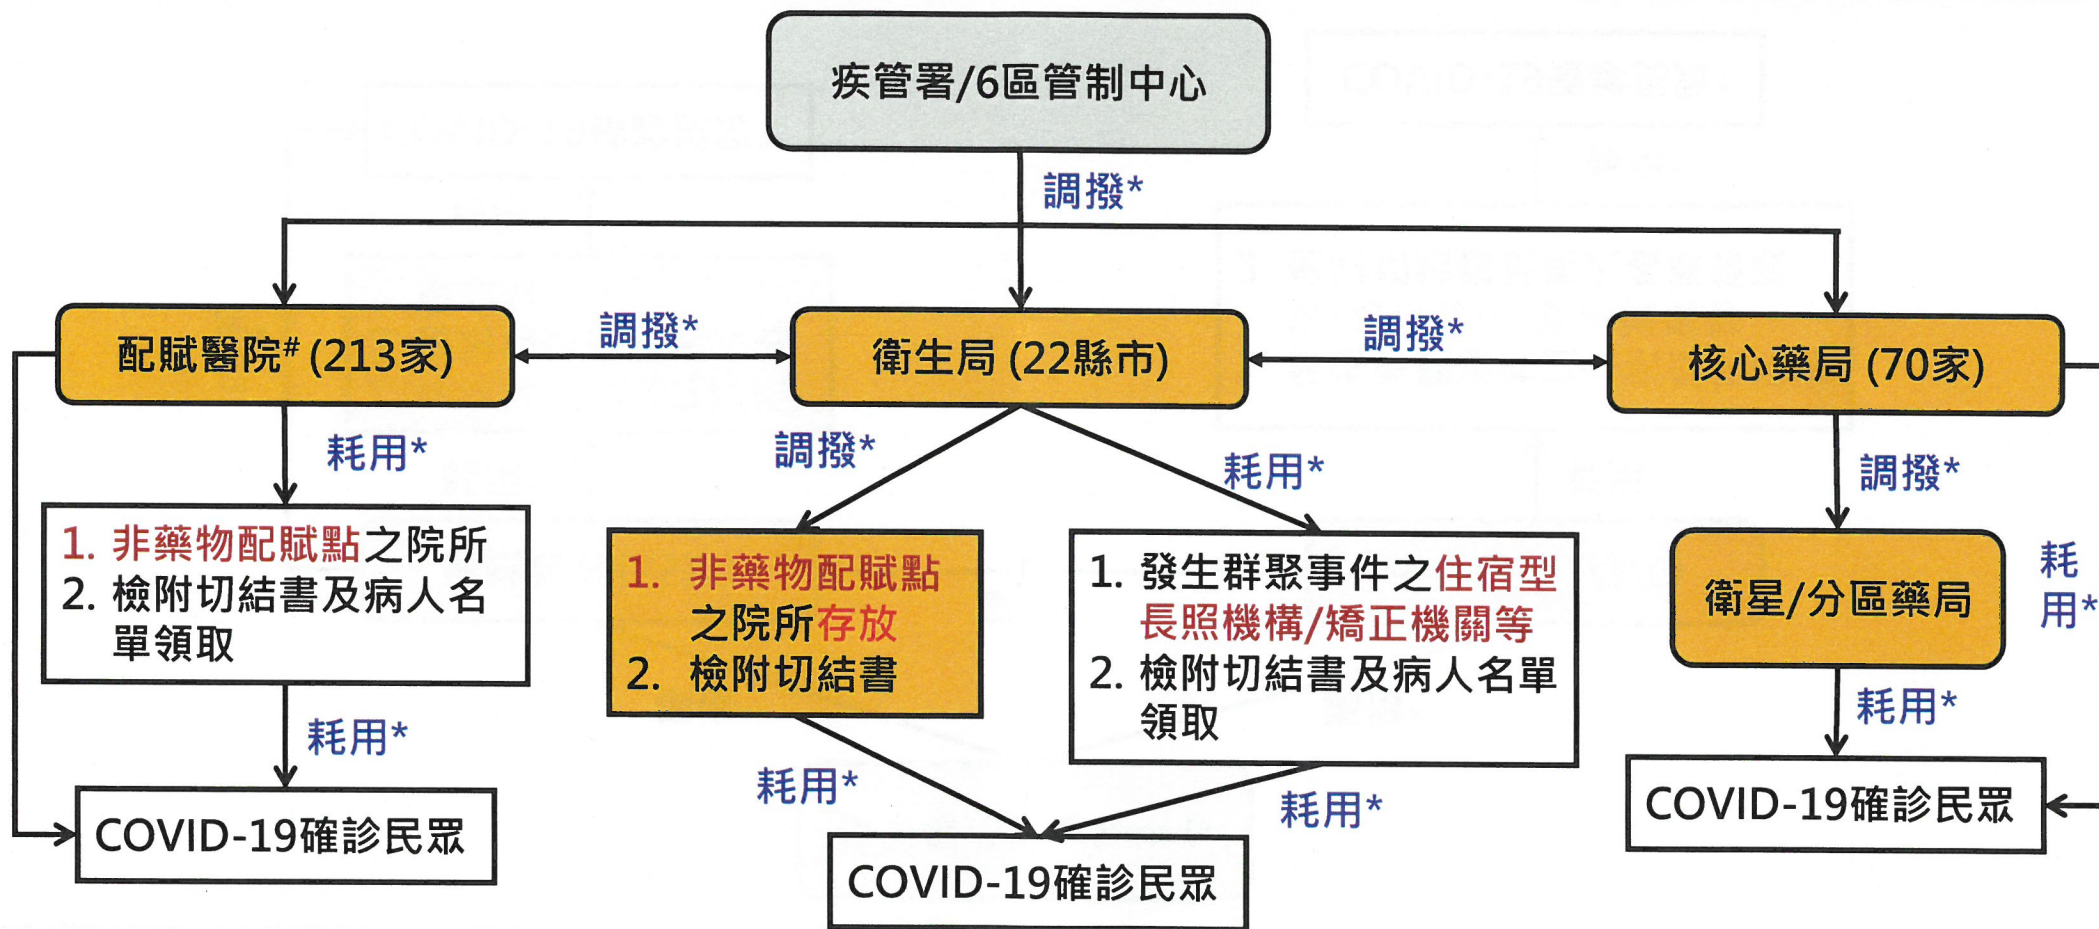 疾管署/6區管制中心
調撥*
配賦醫院# (213家)
調撥*
衛生局 (22縣市)
調撥*
核心藥局 (70家)
耗用*
調撥*
耗用*
調撥*
耗用*
1. 非藥物配賦點之院所
2. 檢附切結書及病人名
單領取
1. 非藥物配賦點
之院所存放
2. 檢附切結書
1. 發生群聚事件之住宿型
長照機構/矯正機關等
2. 檢附切結書及病人名單
領取
衛星/分區藥局
耗用*
耗用*
耗用*
耗用*
COVID-19確診民眾
COVID-19確診民眾
COVID-19確診民眾